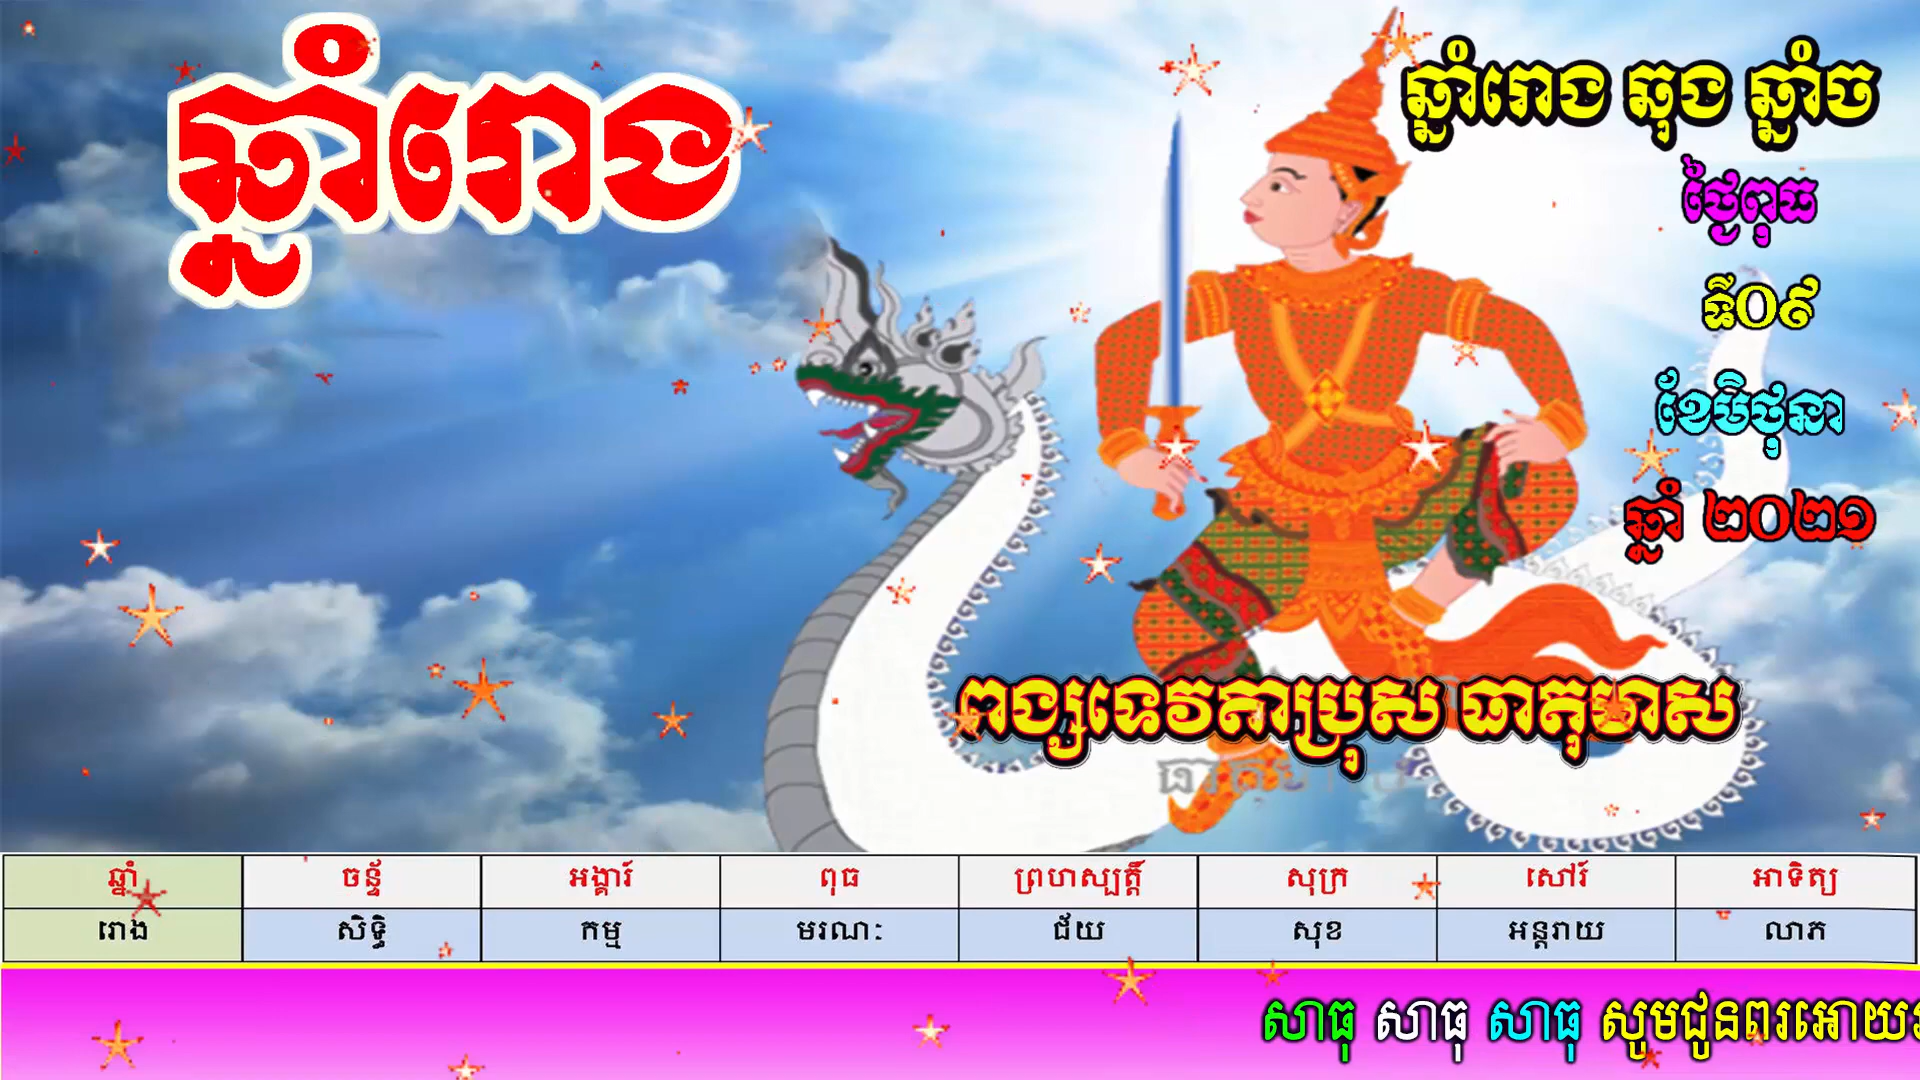 ឆ្នាំរោង
ឆ្នាំរោង ឆុង ឆ្នាំច
ថ្ងៃពុធ
ទី០៩
ខែមិថុនា
ឆ្នាំ ២០២១
ពង្សទេវតាប្រុស ធាតុមាស
ឆ្នាំ ចន្ទ័ អង្គារ៍ ពុធ ព្រហស្បត្តិ៍ សុក្រ សៅរ៍ អាទិត្យ
រោង សិទ្ធិ កម្ម មរណៈ ជ័យ សុខ អន្តរាយ លាភ
សាធុ សាធុ សាធុ សូមជូនពរអោយ